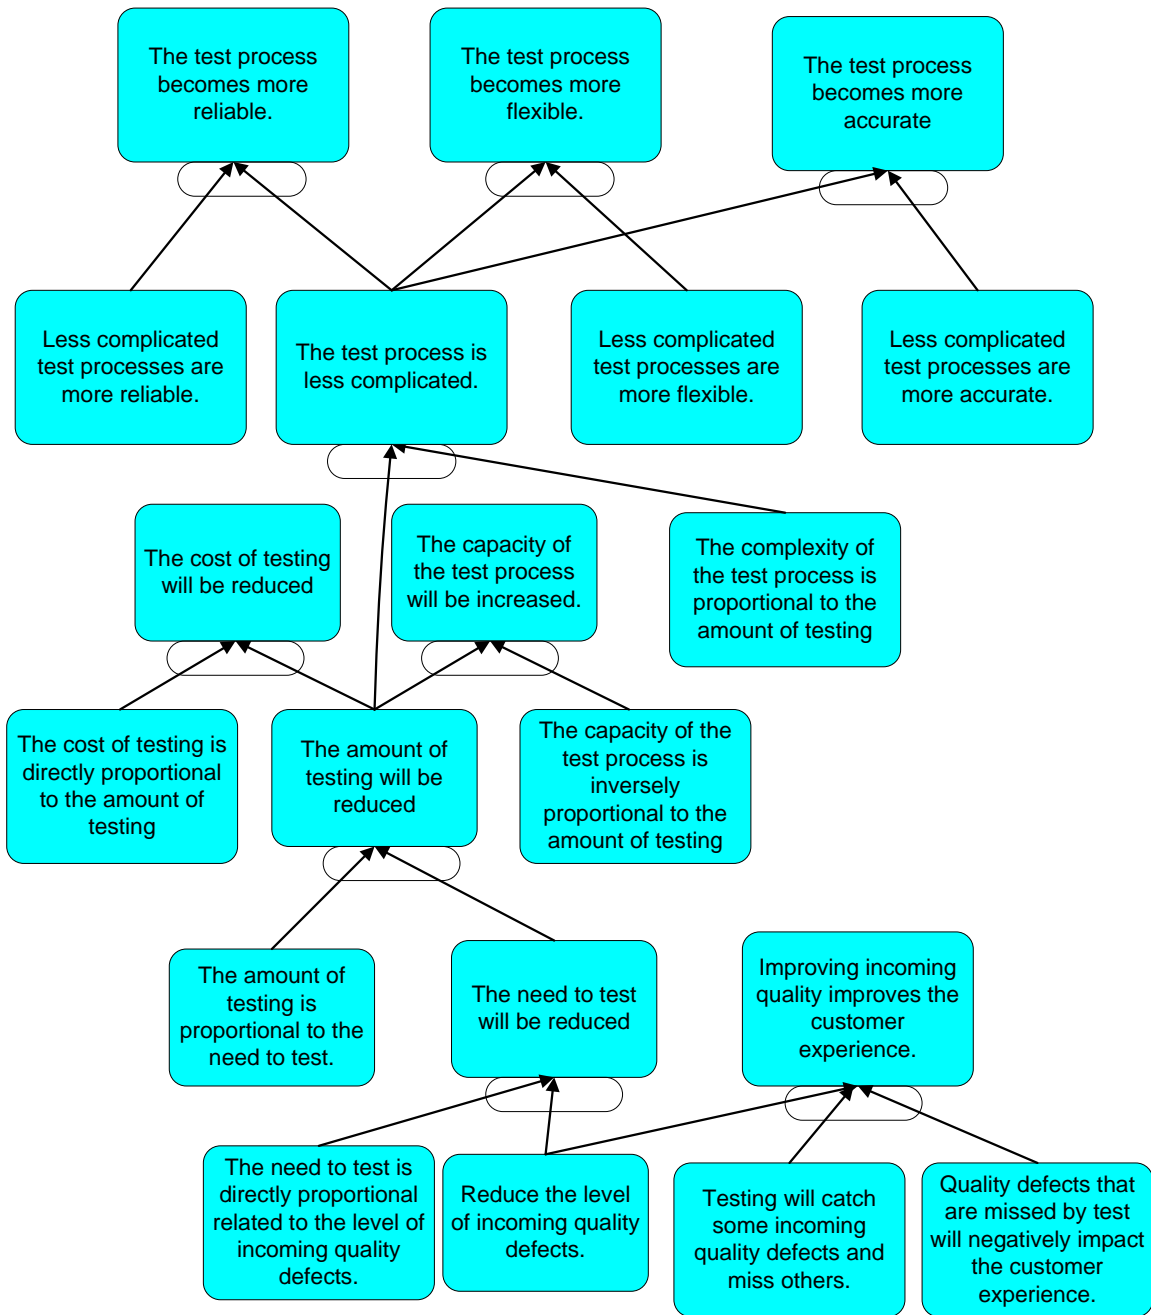 The test process
becomes more
reliable.
The test process
becomes more
flexible.
The test process
becomes more
accurate
Less complicated
test processes are
more reliable.
The test process is
less complicated.
Less complicated
test processes are
more flexible.
Less complicated
test processes are
more accurate.
The cost of testing
will be reduced
The capacity of
the test process
will be increased.
The complexity of
the test process is
proportional to the
amount of testing
The cost of testing is
directly proportional
to the amount of
testing
The amount of
testing will be
reduced
The capacity of the
test process is
inversely
proportional to the
amount of testing
The amount of
testing is
proportional to the
need to test.
The need to test
will be reduced
Improving incoming
quality improves the
customer
experience.
The need to test is
directly proportional
related to the level of
incoming quality
defects.
Reduce the level
of incoming quality
defects.
Testing will catch
some incoming
quality defects and
miss others.
Quality defects that
are missed by test
will negatively impact
the customer
experience.